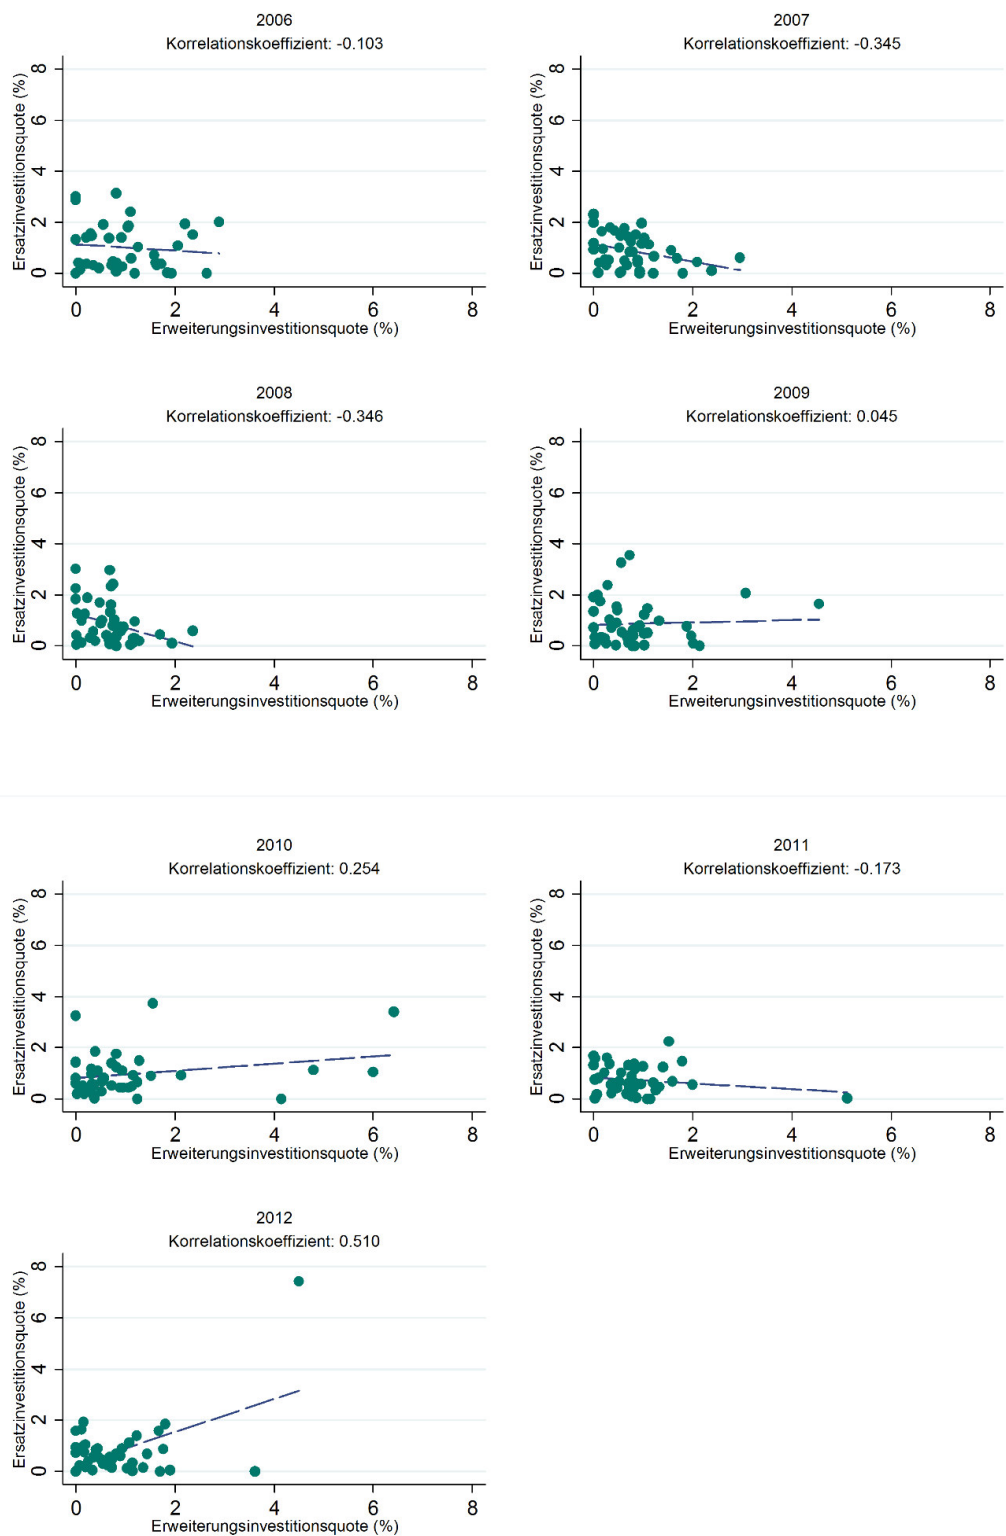 2006
Korrelationskoeffizient: -0.103
Ersatzinvestitionsquote (%)
8
6
4
2
0
0 2 4 6 8
Erweiterungsinvestitionsquote (%)
2007
Korrelationskoeffizient: -0.345
Ersatzinvestitionsquote (%)
8
6
4
2
0
0 2 4 6 8
Erweiterungsinvestitionsquote (%)
2008
Korrelationskoeffizient: -0.346
Ersatzinvestitionsquote (%)
8
6
4
2
0
0 2 4 6 8
Erweiterungsinvestitionsquote (%)
2009
Korrelationskoeffizient: 0.045
Ersatzinvestitionsquote (%)
8
6
4
2
0
0 2 4 6 8
Erweiterungsinvestitionsquote (%)
2010
Korrelationskoeffizient: 0.254
Ersatzinvestitionsquote (%)
8
6
4
2
0
0 2 4 6 8
Erweiterungsinvestitionsquote (%)
2011
Korrelationskoeffizient: -0.173
Ersatzinvestitionsquote (%)
8
6
4
2
0
0 2 4 6 8
Erweiterungsinvestitionsquote (%)
2012
Korrelationskoeffizient: 0.510
Ersatzinvestitionsquote (%)
8
6
4
2
0
0 2 4 6 8
Erweiterungsinvestitionsquote (%)